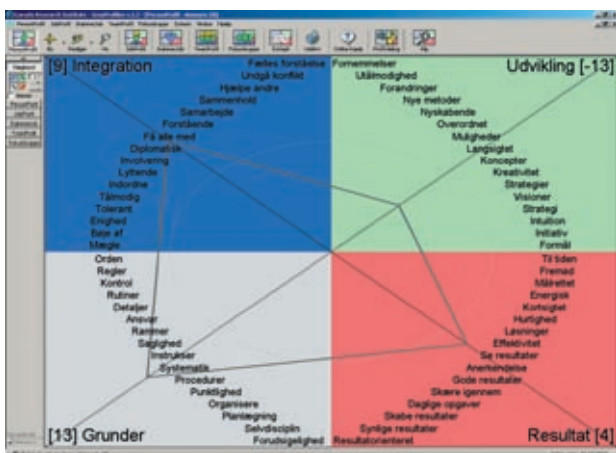 [9] Integration
Udvikling [-13]
Fælles forståelse
Undgå konflikt
Hjælpe andre
Sammenhold
Samarbejde
Forstående
Få alle med
Diplomatisk
Involvering
Lyttende
Indordne
Tålmodig
Tolerant
Enighed
Bøje af
Mægle
Fornemmelser
Utålmodighed
Forandringer
Nye metoder
Nyskabende
Overordnet
Muligheder
Langsigtet
Koncepter
Kreativitet
Strategier
Visioner
Strategi
Intuition
Initiativ
Formål
Orden
Regler
Kontrol
Rutiner
Detaljer
Ansvar
Rammer
Saglighed
Instrukser
Systematik
Procedurer
Punktlighed
Organisere
Planlægning
Selvdisciplin
Forudsigelighed
Til tiden
Fremad
Målrettet
Energisk
Kortsigtet
Hurtighed
Løsninger
Effektivitet
Se resultater
Anerkendelse
Gode resultater
Skære igennem
Daglige opgaver
Skabe resultater
Synlige resultater
Resultatorienteret
[13] Grunder
Resultat [4]